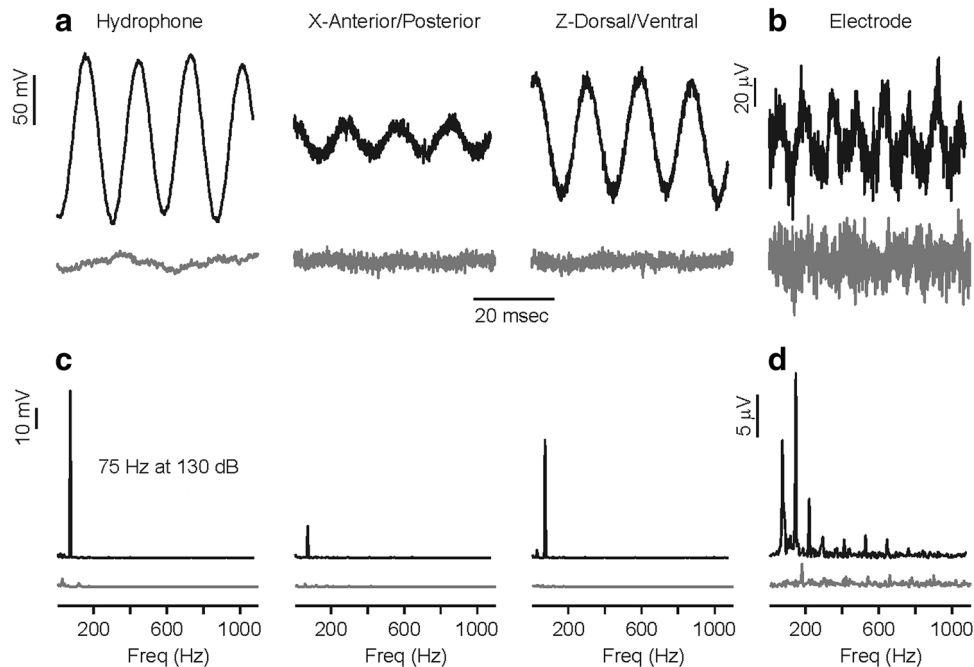 a Hydrophone X-Anterior/Posterior Z-Dorsal/Ventral b Electrode
50 mV
20 µV
20 msec
c d
10 mV
5 µV
75 Hz at 130 dB
200 600 1000 200 600 1000 200 600 1000 200 600 1000
Freq (Hz) Freq (Hz) Freq (Hz) Freq (Hz)